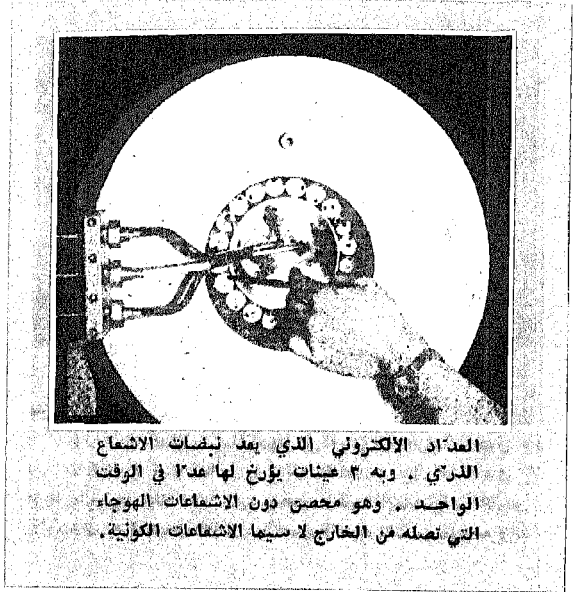 العدّاد الالكتروني الذي يعد نبضات الاشعاع
الذرّي . وبه ٣ عينات يؤرخ لها عدّا في الوقت
الواحد . وهو محصن دون الاشعاعات الهوجاء
التي تصله من الخارج لا سيما الاشعاعات الكونية .